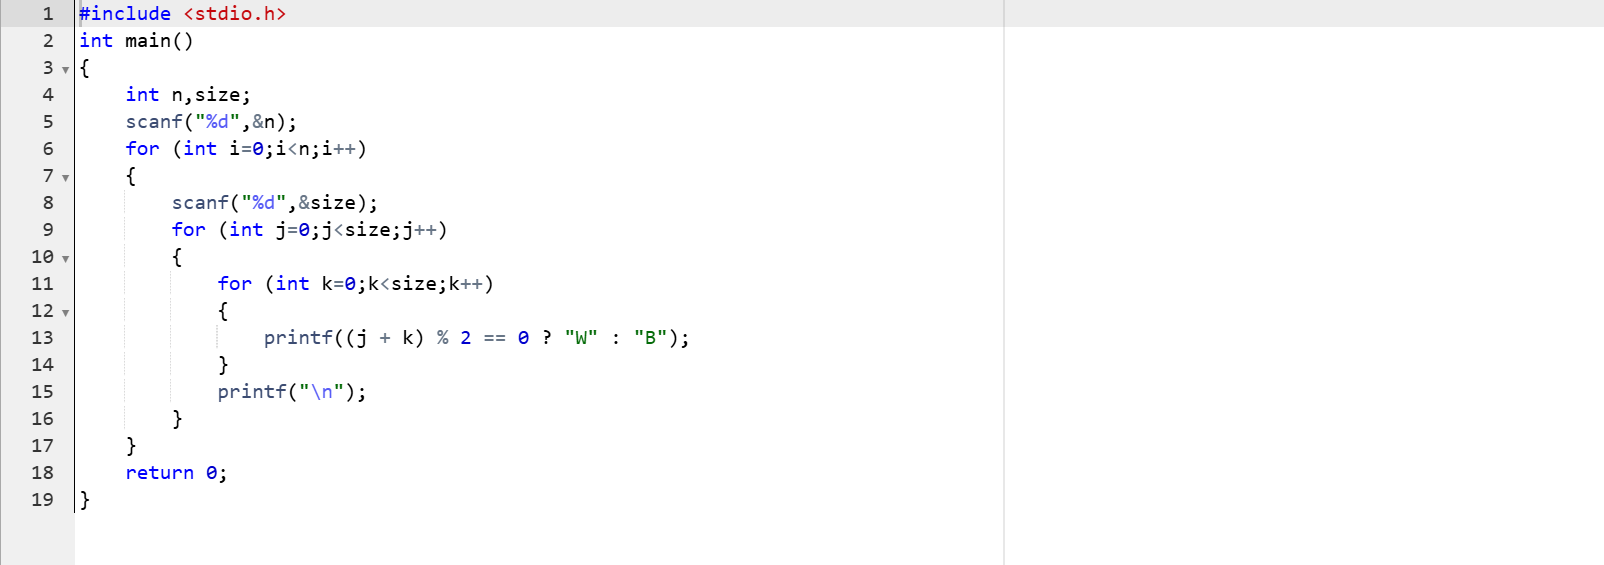 1 #include <stdio.h>
2 int main()
3 {
4     int n,size;
5     scanf("%d",&n);
6     for (int i=0;i<n;i++)
7     {
8         scanf("%d",&size);
9         for (int j=0;j<size;j++)
10         {
11             for (int k=0;k<size;k++)
12             {
13                 printf((j + k) % 2 == 0 ? "W" : "B");
14             }
15             printf("\n");
16         }
17     }
18     return 0;
19 }